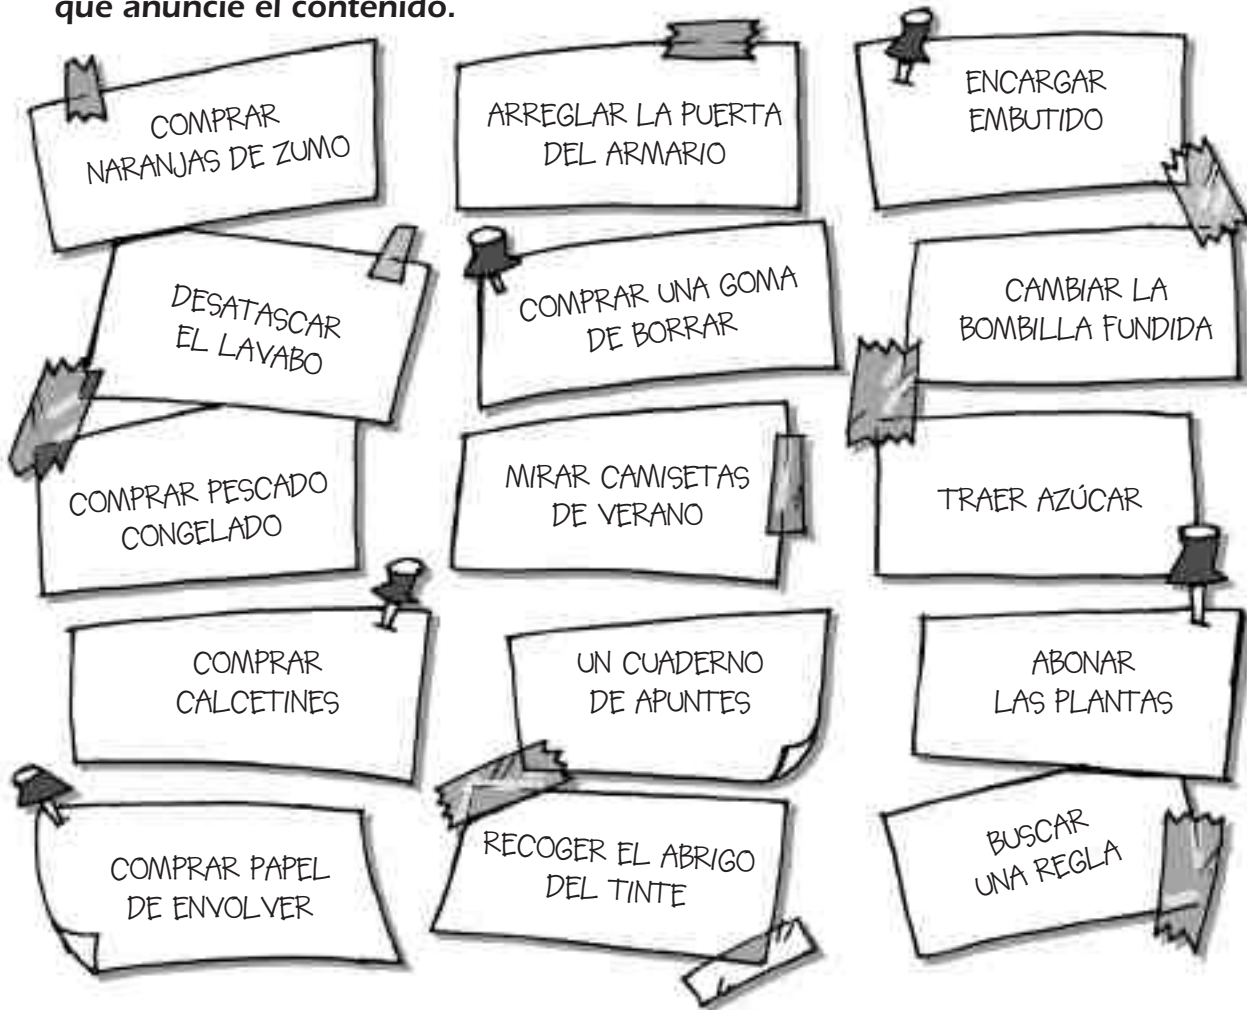 que anuncie el contenido.
COMPRAR
NARANJAS DE ZUMO
ARREGLAR LA PUERTA
DEL ARMARIO
ENCARGAR
EMBUTIDO
DESATASCAR
EL LAVABO
COMPRAR UNA GOMA
DE BORRAR
CAMBIAR LA
BOMBILLA FUNDIDA
COMPRAR PESCADO
CONGELADO
MIRAR CAMISETAS
DE VERANO
TRAER AZÚCAR
COMPRAR
CALCETINES
UN CUADERNO
DE APUNTES
ABONAR
LAS PLANTAS
COMPRAR PAPEL
DE ENVOLVER
RECOGER EL ABRIGO
DEL TINTE
BUSCAR
UNA REGLA